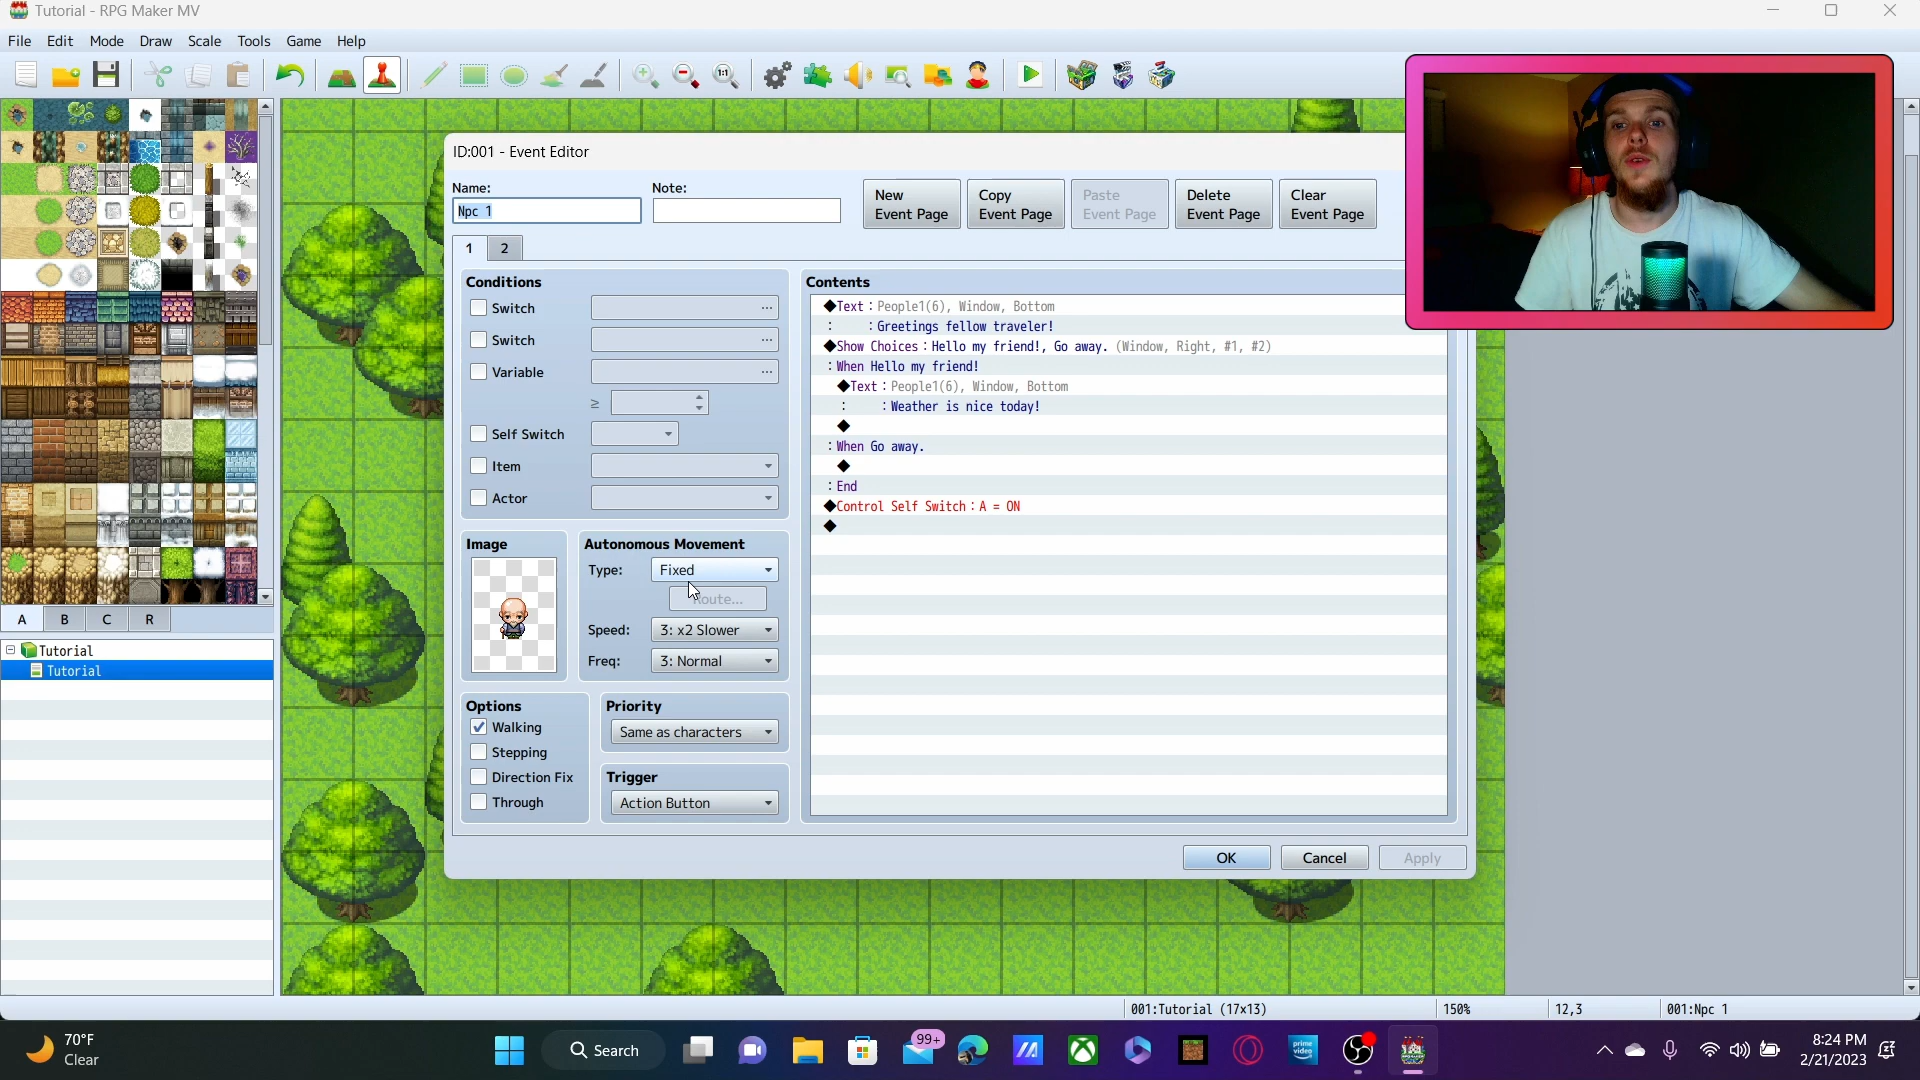 Tutorial - RPG Maker MV
File Edit Mode Draw Scale Tools Game Help
1:1
ID:001 - Event Editor
Name:
Note:
Npc 1
New
Event Page
Copy
Event Page
Paste
Event Page
Delete
Event Page
Clear
Event Page
1 2
Conditions
Switch ...
Switch ...
Variable ...
≥
Self Switch
Item
Actor
Image
Autonomous Movement
Type: Fixed
Route...
Speed: 3: x2 Slower
Freq: 3: Normal
Options
Walking
Stepping
Direction Fix
Through
Priority
Same as characters
Trigger
Action Button
Contents
◆Text : People1(6), Window, Bottom
: : Greetings fellow traveler!
◆Show Choices : Hello my friend!, Go away. (Window, Right, #1, #2)
: When Hello my friend!
◆Text : People1(6), Window, Bottom
: : Weather is nice today!
◆
: When Go away.
◆
: End
◆Control Self Switch : A = ON
◆
OK Cancel Apply
A B C R
Tutorial
Tutorial
001:Tutorial (17x13) 150% 12,3 001:Npc 1
70°F
Clear
Search
99+
prime
video
8:24 PM
2/21/2023